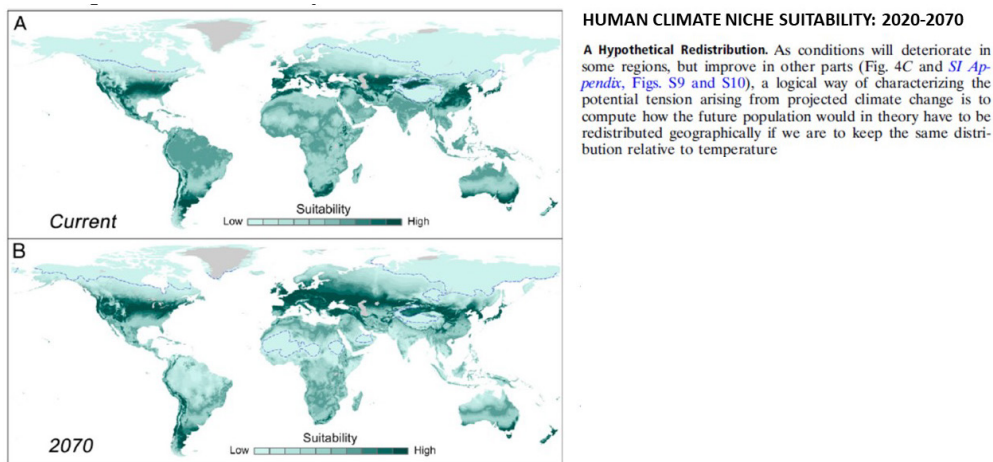 A
Current
Suitability
Low High
B
2070
Suitability
Low High
HUMAN CLIMATE NICHE SUITABILITY: 2020-2070
A Hypothetical Redistribution. As conditions will deteriorate in
some regions, but improve in other parts (Fig. 4C and SI Ap-
pendix, Figs. S9 and S10), a logical way of characterizing the
potential tension arising from projected climate change is to
compute how the future population would in theory have to be
redistributed geographically if we are to keep the same distri-
bution relative to temperature